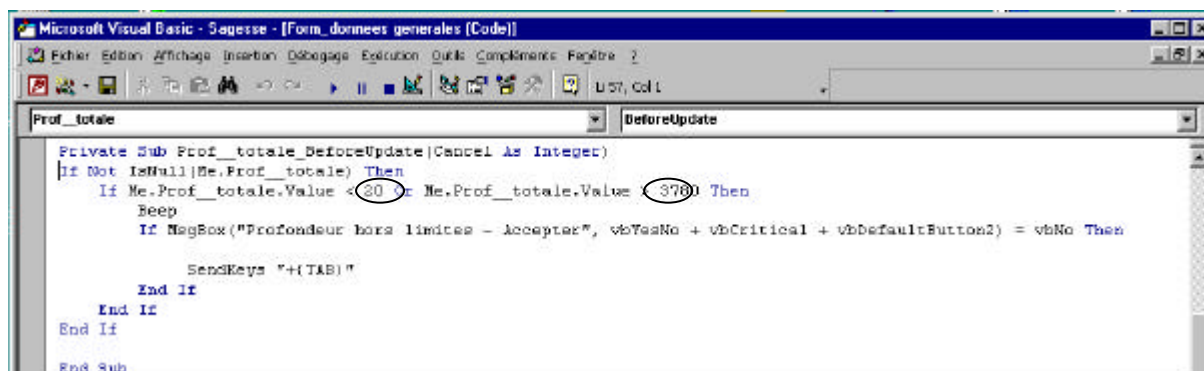 Microsoft Visual Basic - Sagesse - [Form_donnees generales (Code)]
Fichier Edition Affichage Insertion Débogage Exécution Outils Compléments Fenêtre ?
Li 57, Col 1
Prof__totale BeforeUpdate
Private Sub Prof__totale_BeforeUpdate(Cancel As Integer)
If Not IsNull(Me.Prof__totale) Then
If Me.Prof__totale.Value < 20 Or Me.Prof__totale.Value > 3780 Then
Beep
If MsgBox("Profondeur hors limites - Accepter", vbYesNo + vbCritical + vbDefaultButton2) = vbNo Then
SendKeys "+{TAB}"
End If
End If
End If
End Sub